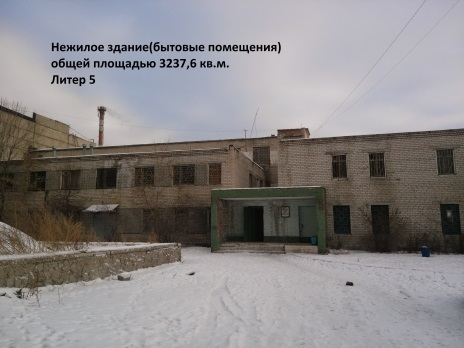 Нежилое здание(бытовые помещения)
общей площадью 3237,6 кв.м.
Литер 5